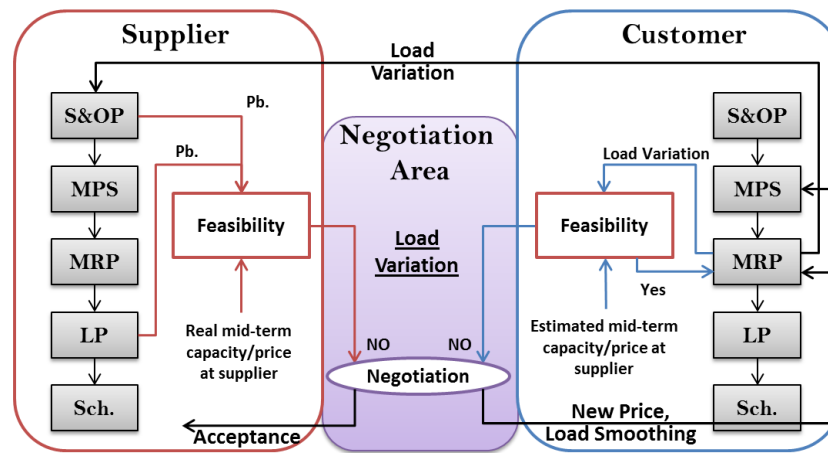 Supplier
Load
Variation
Customer
S&OP
Pb.
S&OP
Negotiation
Area
Pb.
Load Variation
MPS
MPS
Feasibility
Load
Variation
Feasibility
MRP
MRP
Yes
Real mid-term
capacity/price
at supplier
Estimated mid-term
capacity/price at
supplier
LP
LP
NO
NO
Negotiation
Sch.
Sch.
Acceptance
New Price,
Load Smoothing